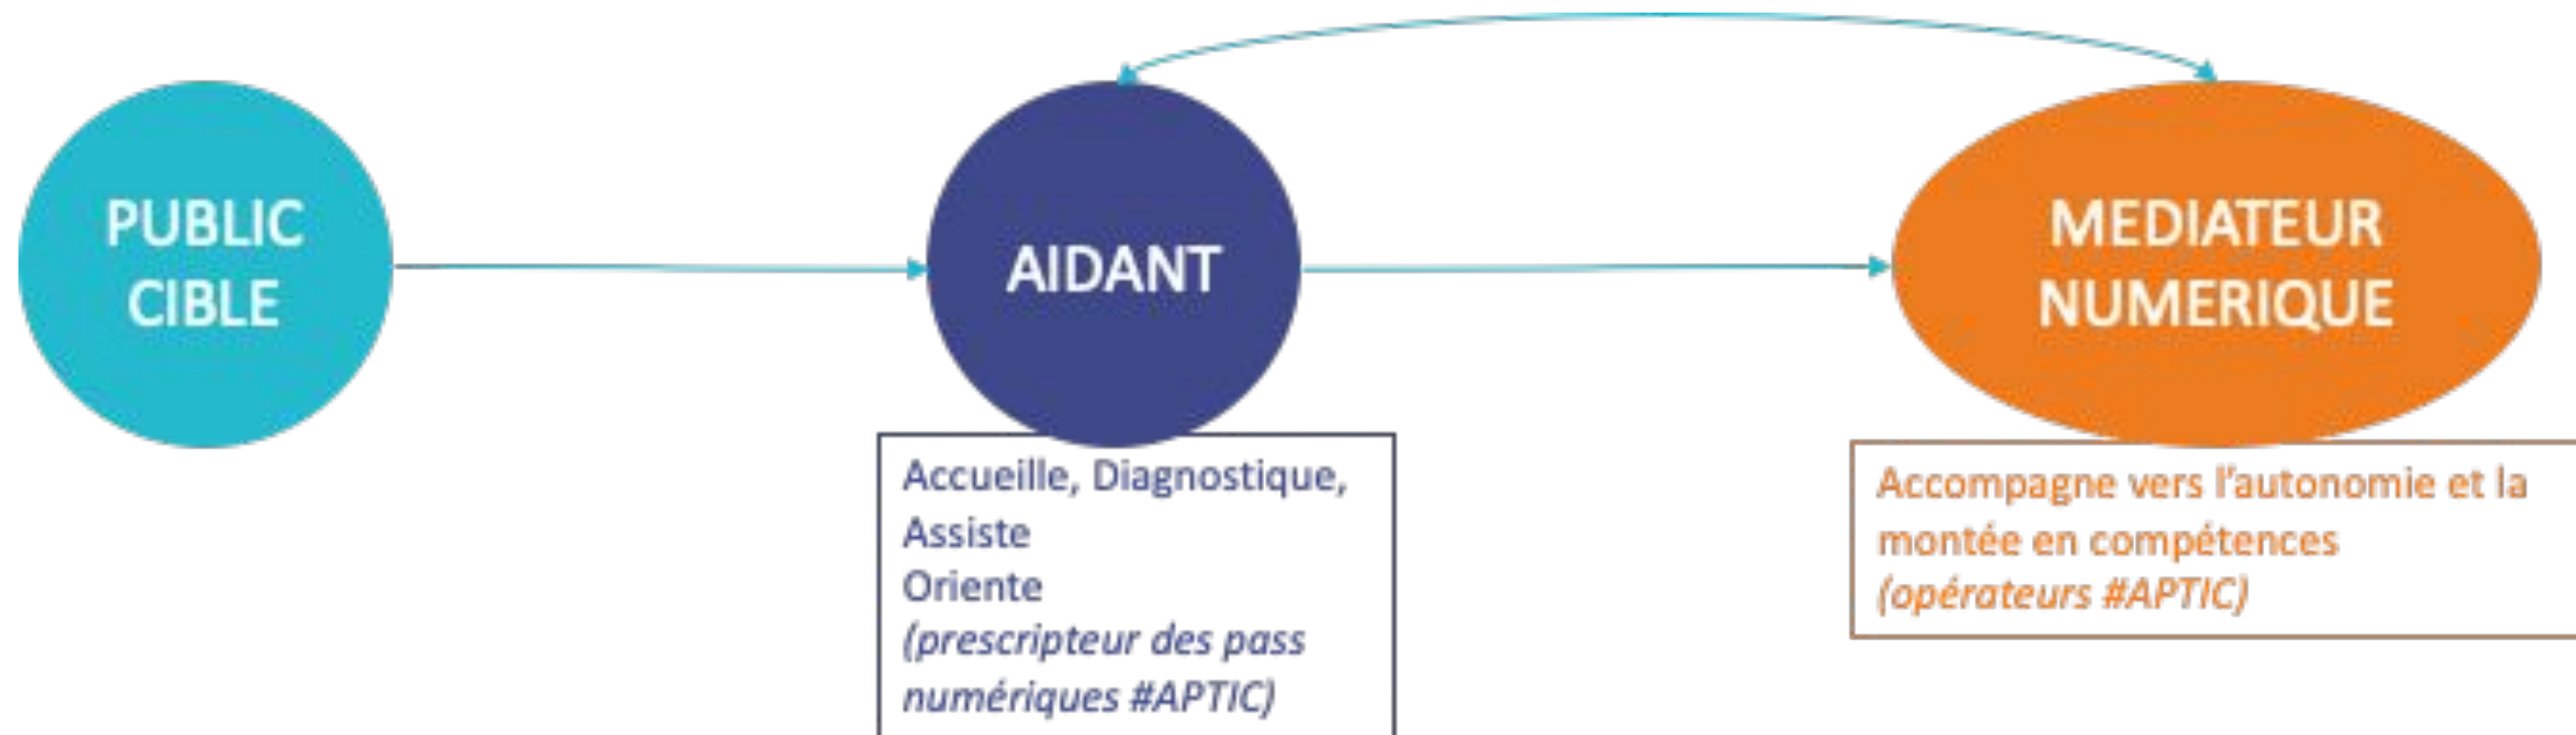 PUBLIC
CIBLE
AIDANT
MEDIATEUR
NUMERIQUE
Accueille, Diagnostique,
Assiste
Oriente
(prescripteur des pass
numériques #APTIC)
Accompagne vers l'autonomie et la
montée en compétences
(opérateurs #APTIC)